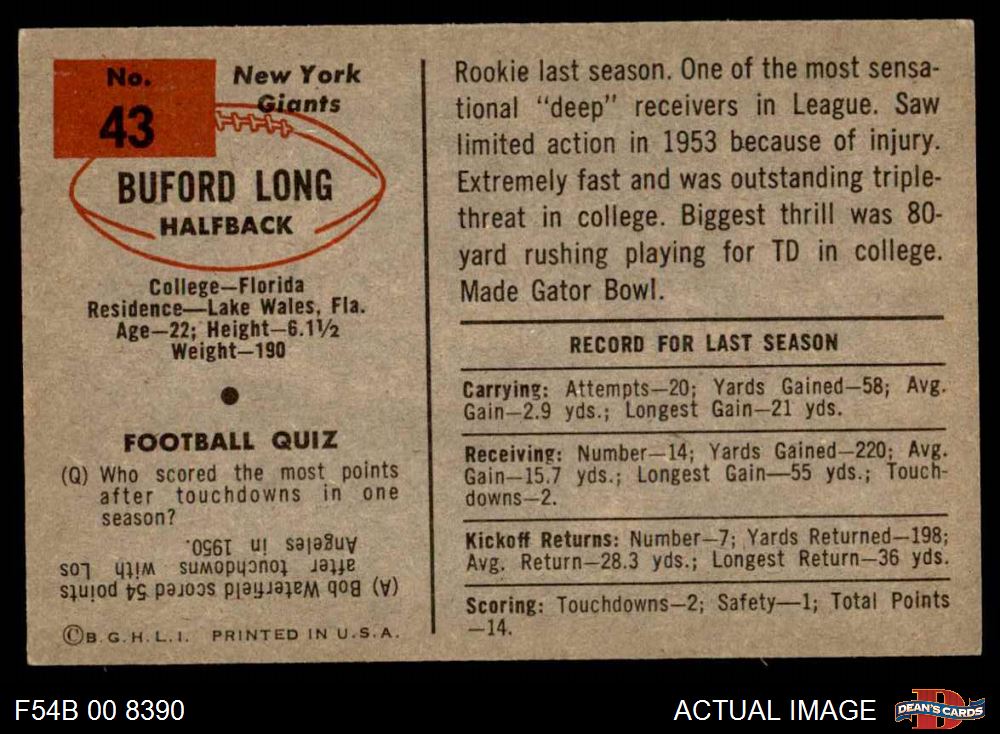 No.
43
New York
Giants
BUFORD LONG
HALFBACK
College—Florida
Residence—Lake Wales, Fla.
Age—22; Height—6.1½
Weight—190
FOOTBALL QUIZ
(Q) Who scored the most points
after touchdowns in one
season?
(A) Bob Waterfield scored 54 points
after touchdowns with Los
Angeles in 1950.
©B.G.H.L.I. PRINTED IN U.S.A.
Rookie last season. One of the most sensa-
tional "deep" receivers in League. Saw
limited action in 1953 because of injury.
Extremely fast and was outstanding triple-
threat in college. Biggest thrill was 80-
yard rushing playing for TD in college.
Made Gator Bowl.
RECORD FOR LAST SEASON
Carrying: Attempts—20; Yards Gained—58; Avg.
Gain—2.9 yds.; Longest Gain—21 yds.
Receiving: Number—14; Yards Gained—220; Avg.
Gain—15.7 yds.; Longest Gain—55 yds.; Touch-
downs—2.
Kickoff Returns: Number—7; Yards Returned—198;
Avg. Return—28.3 yds.; Longest Return—36 yds.
Scoring: Touchdowns—2; Safety—1; Total Points
—14.
F54B 00 8390
ACTUAL IMAGE
DEAN'S CARDS